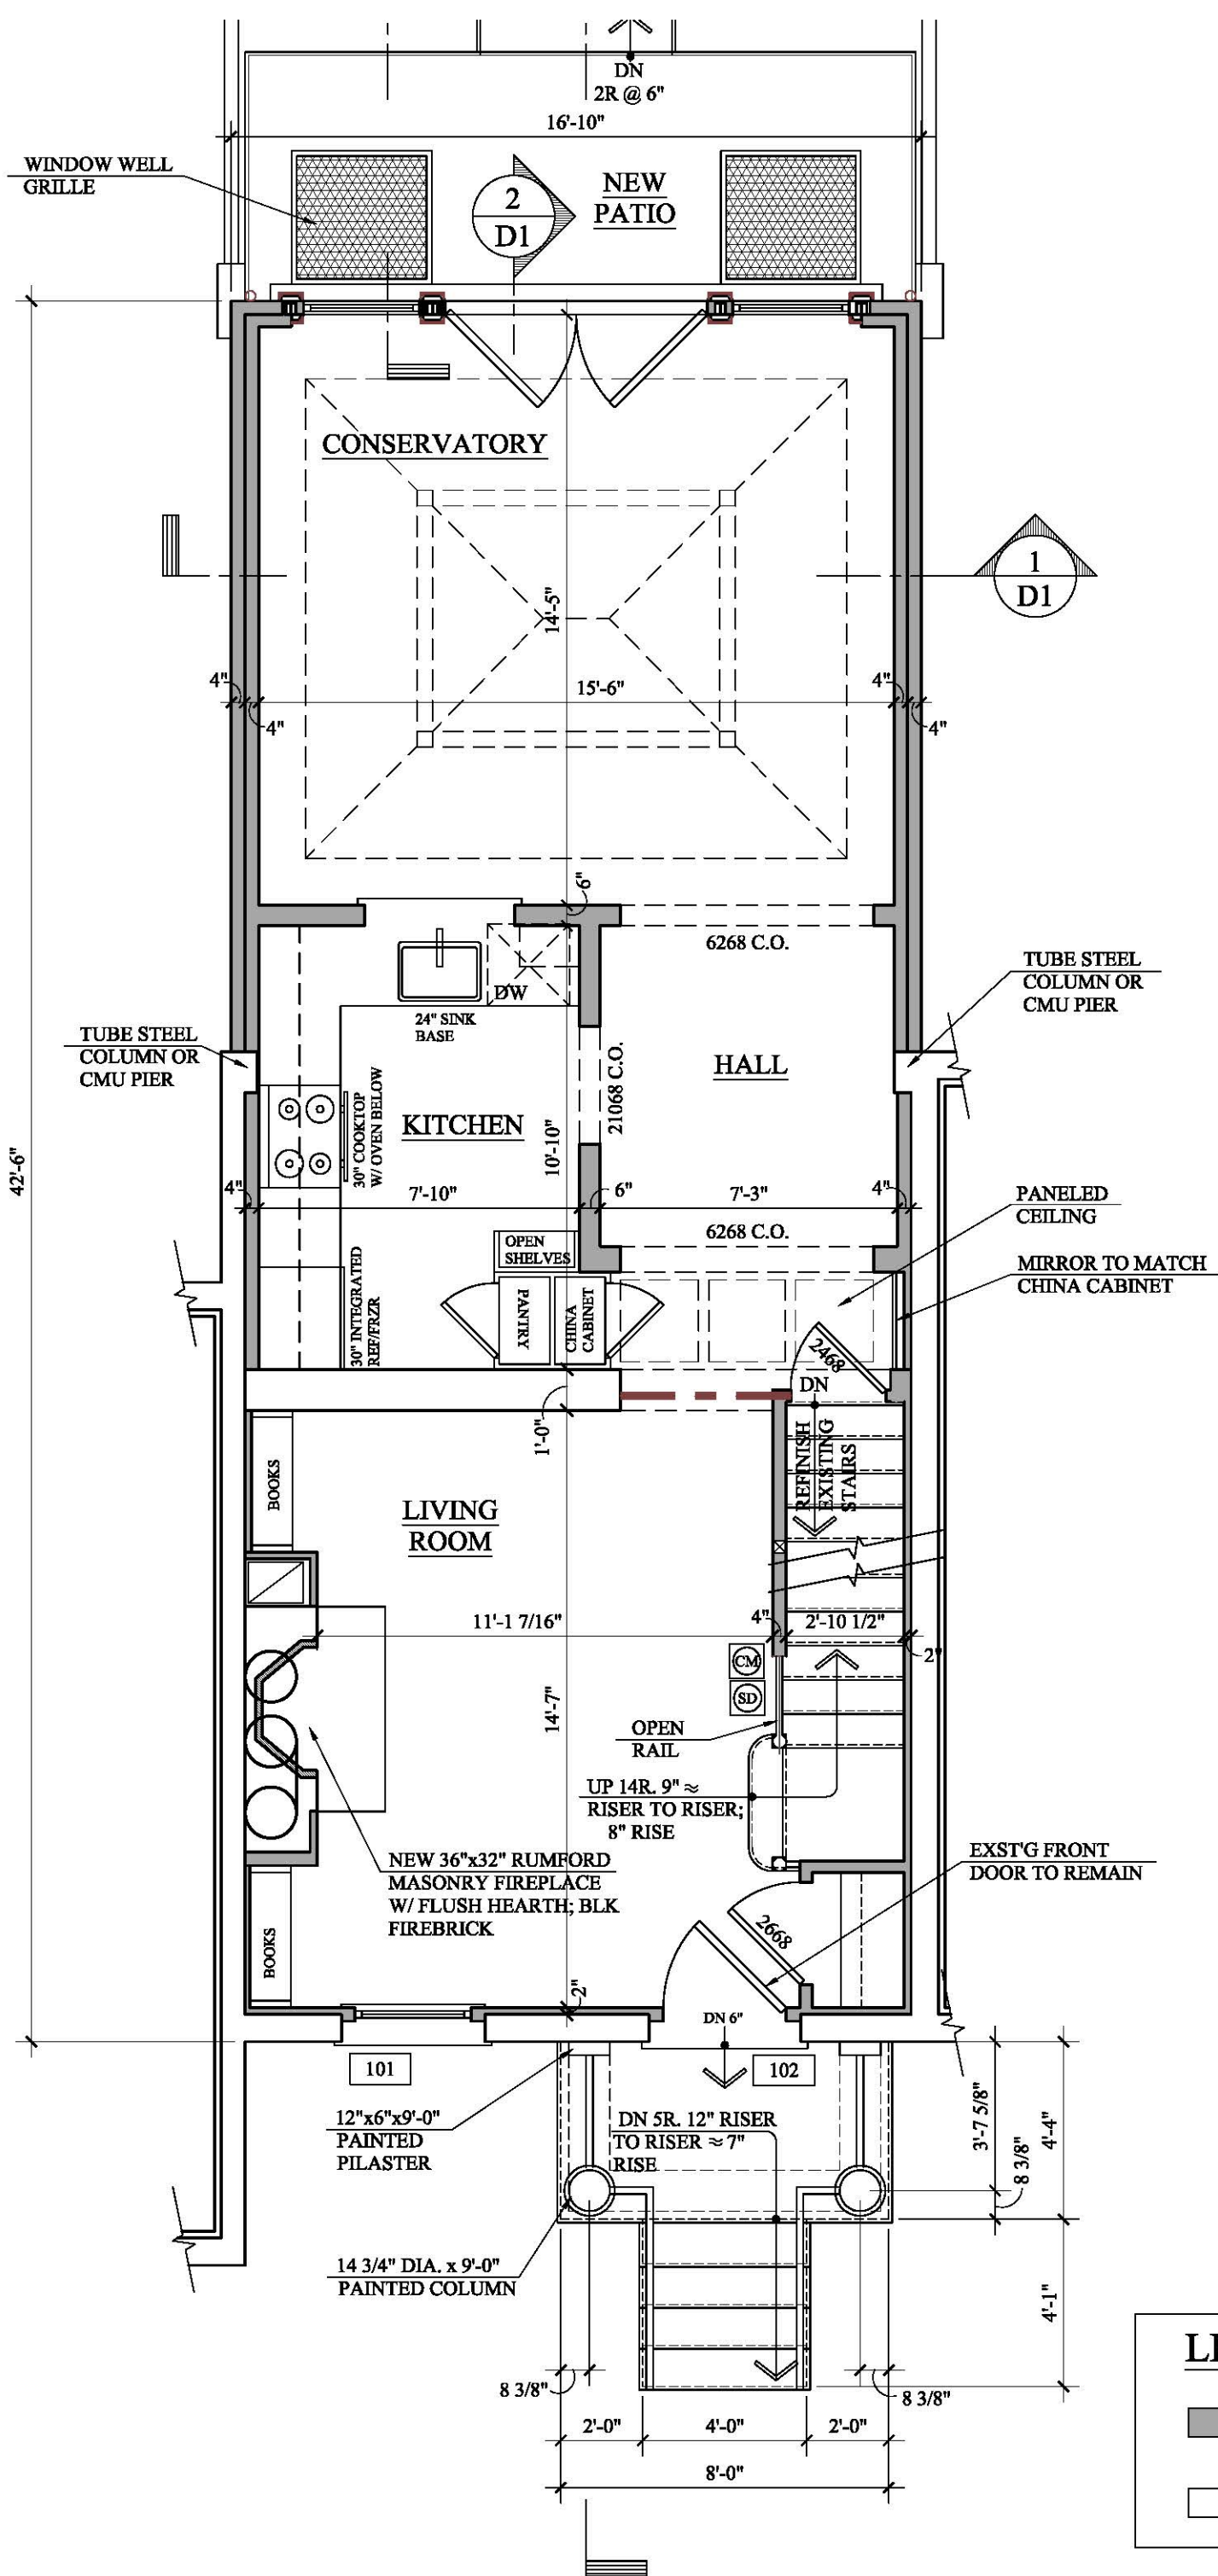 DN
2R @ 6"
16'-10"
WINDOW WELL
GRILLE
2
D1
NEW
PATIO
CONSERVATORY
1
D1
14'-5"
15'-6"
4"
4"
4"
4"
6"
6268 C.O.
TUBE STEEL
COLUMN OR
CMU PIER
DW
24" SINK
BASE
TUBE STEEL
COLUMN OR
CMU PIER
HALL
21068 C.O.
KITCHEN
30" COOKTOP
W/ OVEN BELOW
10'-10"
42'-6"
4"
7'-10"
6"
7'-3"
4"
PANELED
CEILING
6268 C.O.
OPEN
SHELVES
MIRROR TO MATCH
CHINA CABINET
30" INTEGRATED
REF/FRZR
PANTRY
CHINA
CABINET
2468
DN
1'-0"
REFINISH
EXISTING
STAIRS
BOOKS
LIVING
ROOM
11'-1 7/16"
4"
2'-10 1/2"
2"
CM
SD
14'-7"
OPEN
RAIL
UP 14R. 9" ≈
RISER TO RISER;
8" RISE
EXST'G FRONT
DOOR TO REMAIN
NEW 36"x32" RUMFORD
MASONRY FIREPLACE
W/ FLUSH HEARTH; BLK
FIREBRICK
BOOKS
2668
2"
DN 6"
101
102
12"x6"x9'-0"
PAINTED
PILASTER
DN 5R. 12" RISER
TO RISER ≈ 7"
RISE
3'-7 5/8"
4'-4"
8 3/8"
14 3/4" DIA. x 9'-0"
PAINTED COLUMN
4'-1"
8 3/8"
8 3/8"
2'-0"
4'-0"
2'-0"
8'-0"